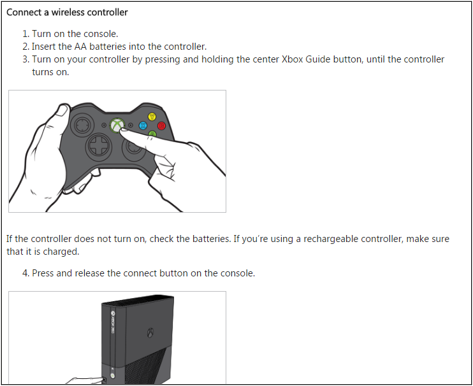 Connect a wireless controller
1. Turn on the console.
2. Insert the AA batteries into the controller.
3. Turn on your controller by pressing and holding the center Xbox Guide button, until the controller
turns on.
If the controller does not turn on, check the batteries. If you're using a rechargeable controller, make sure
that it is charged.
4. Press and release the connect button on the console.